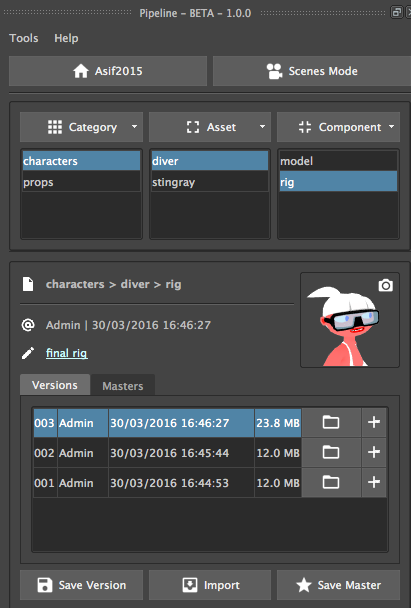 Pipeline - BETA - 1.0.0
Tools Help
Asif2015 Scenes Mode
Category Asset Component
characters diver model
props stingray rig
characters > diver > rig
Admin | 30/03/2016 16:46:27
final rig
Versions Masters
003 Admin 30/03/2016 16:46:27 23.8 MB
002 Admin 30/03/2016 16:45:44 12.0 MB
001 Admin 30/03/2016 16:44:53 12.0 MB
Save Version Import Save Master